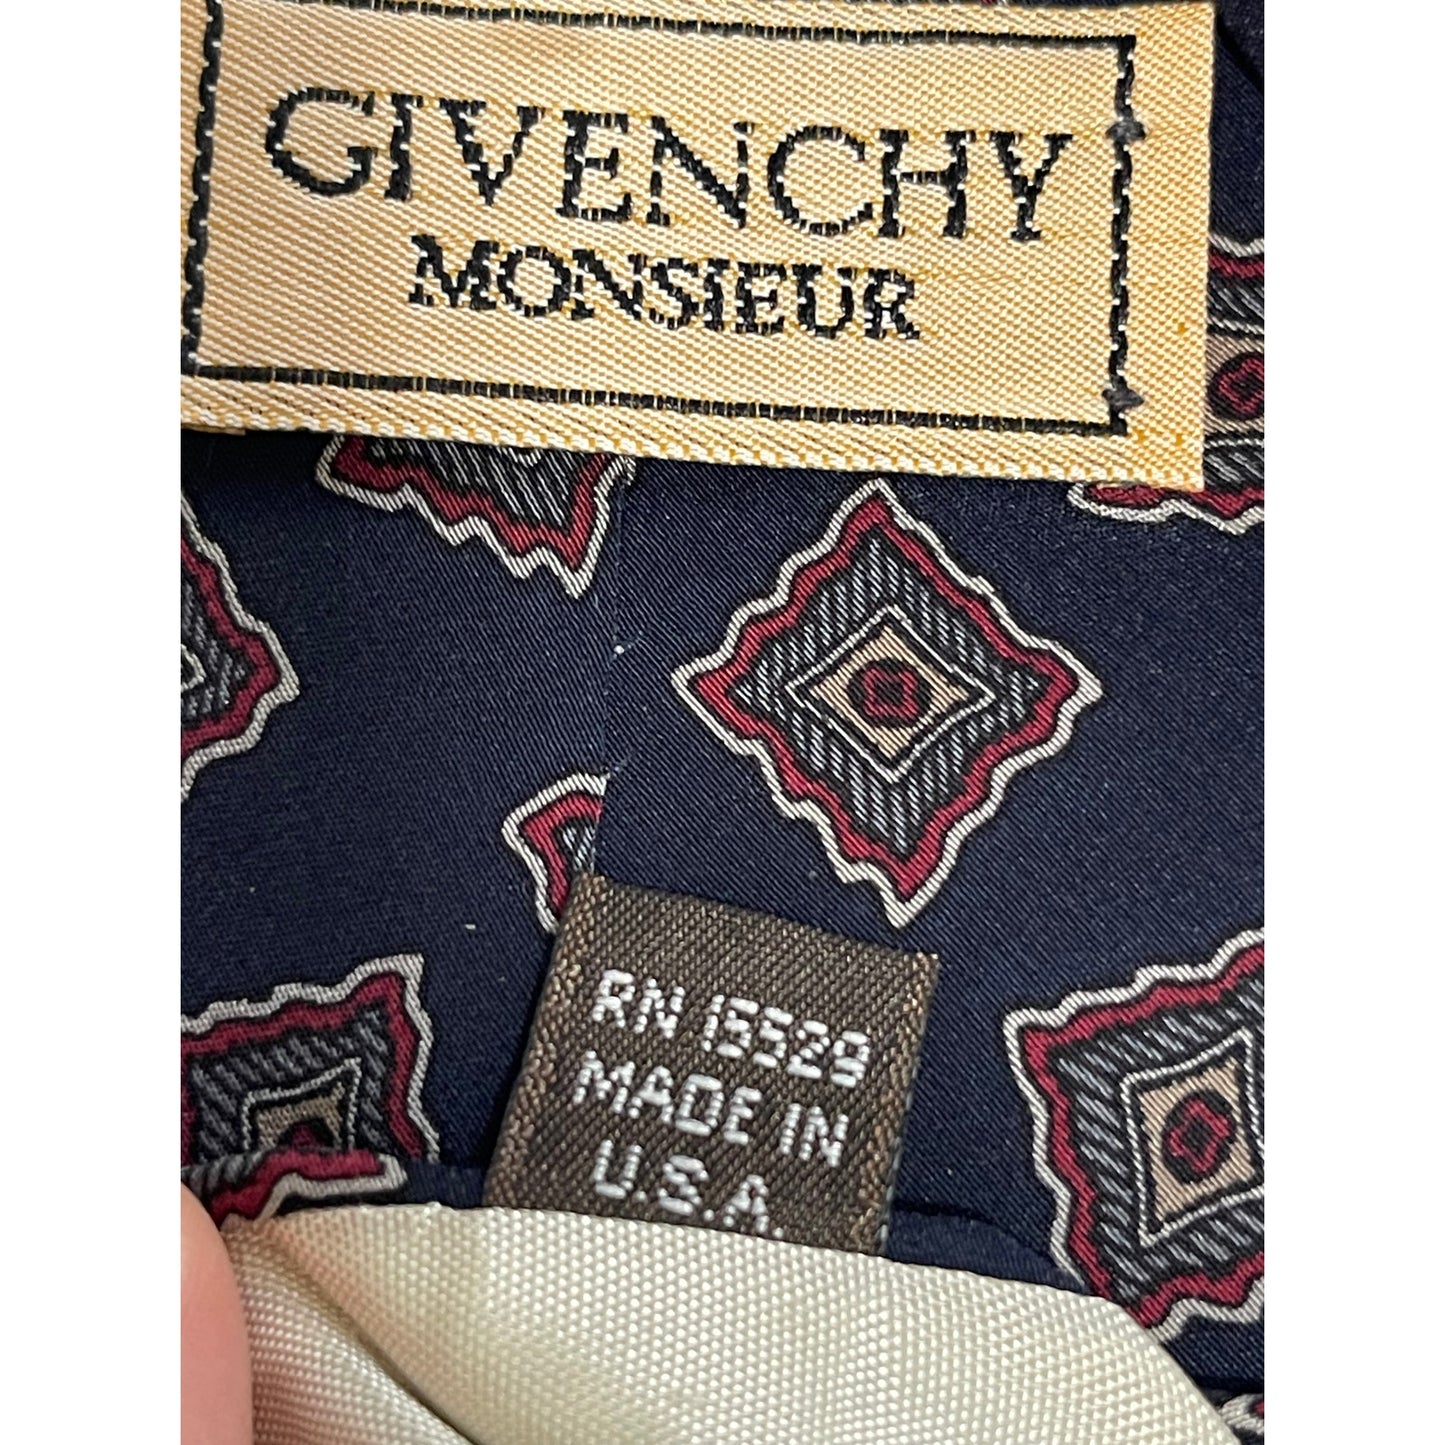 GIVENCHY
MONSIEUR
RN 15529
MADE IN
U.S.A.